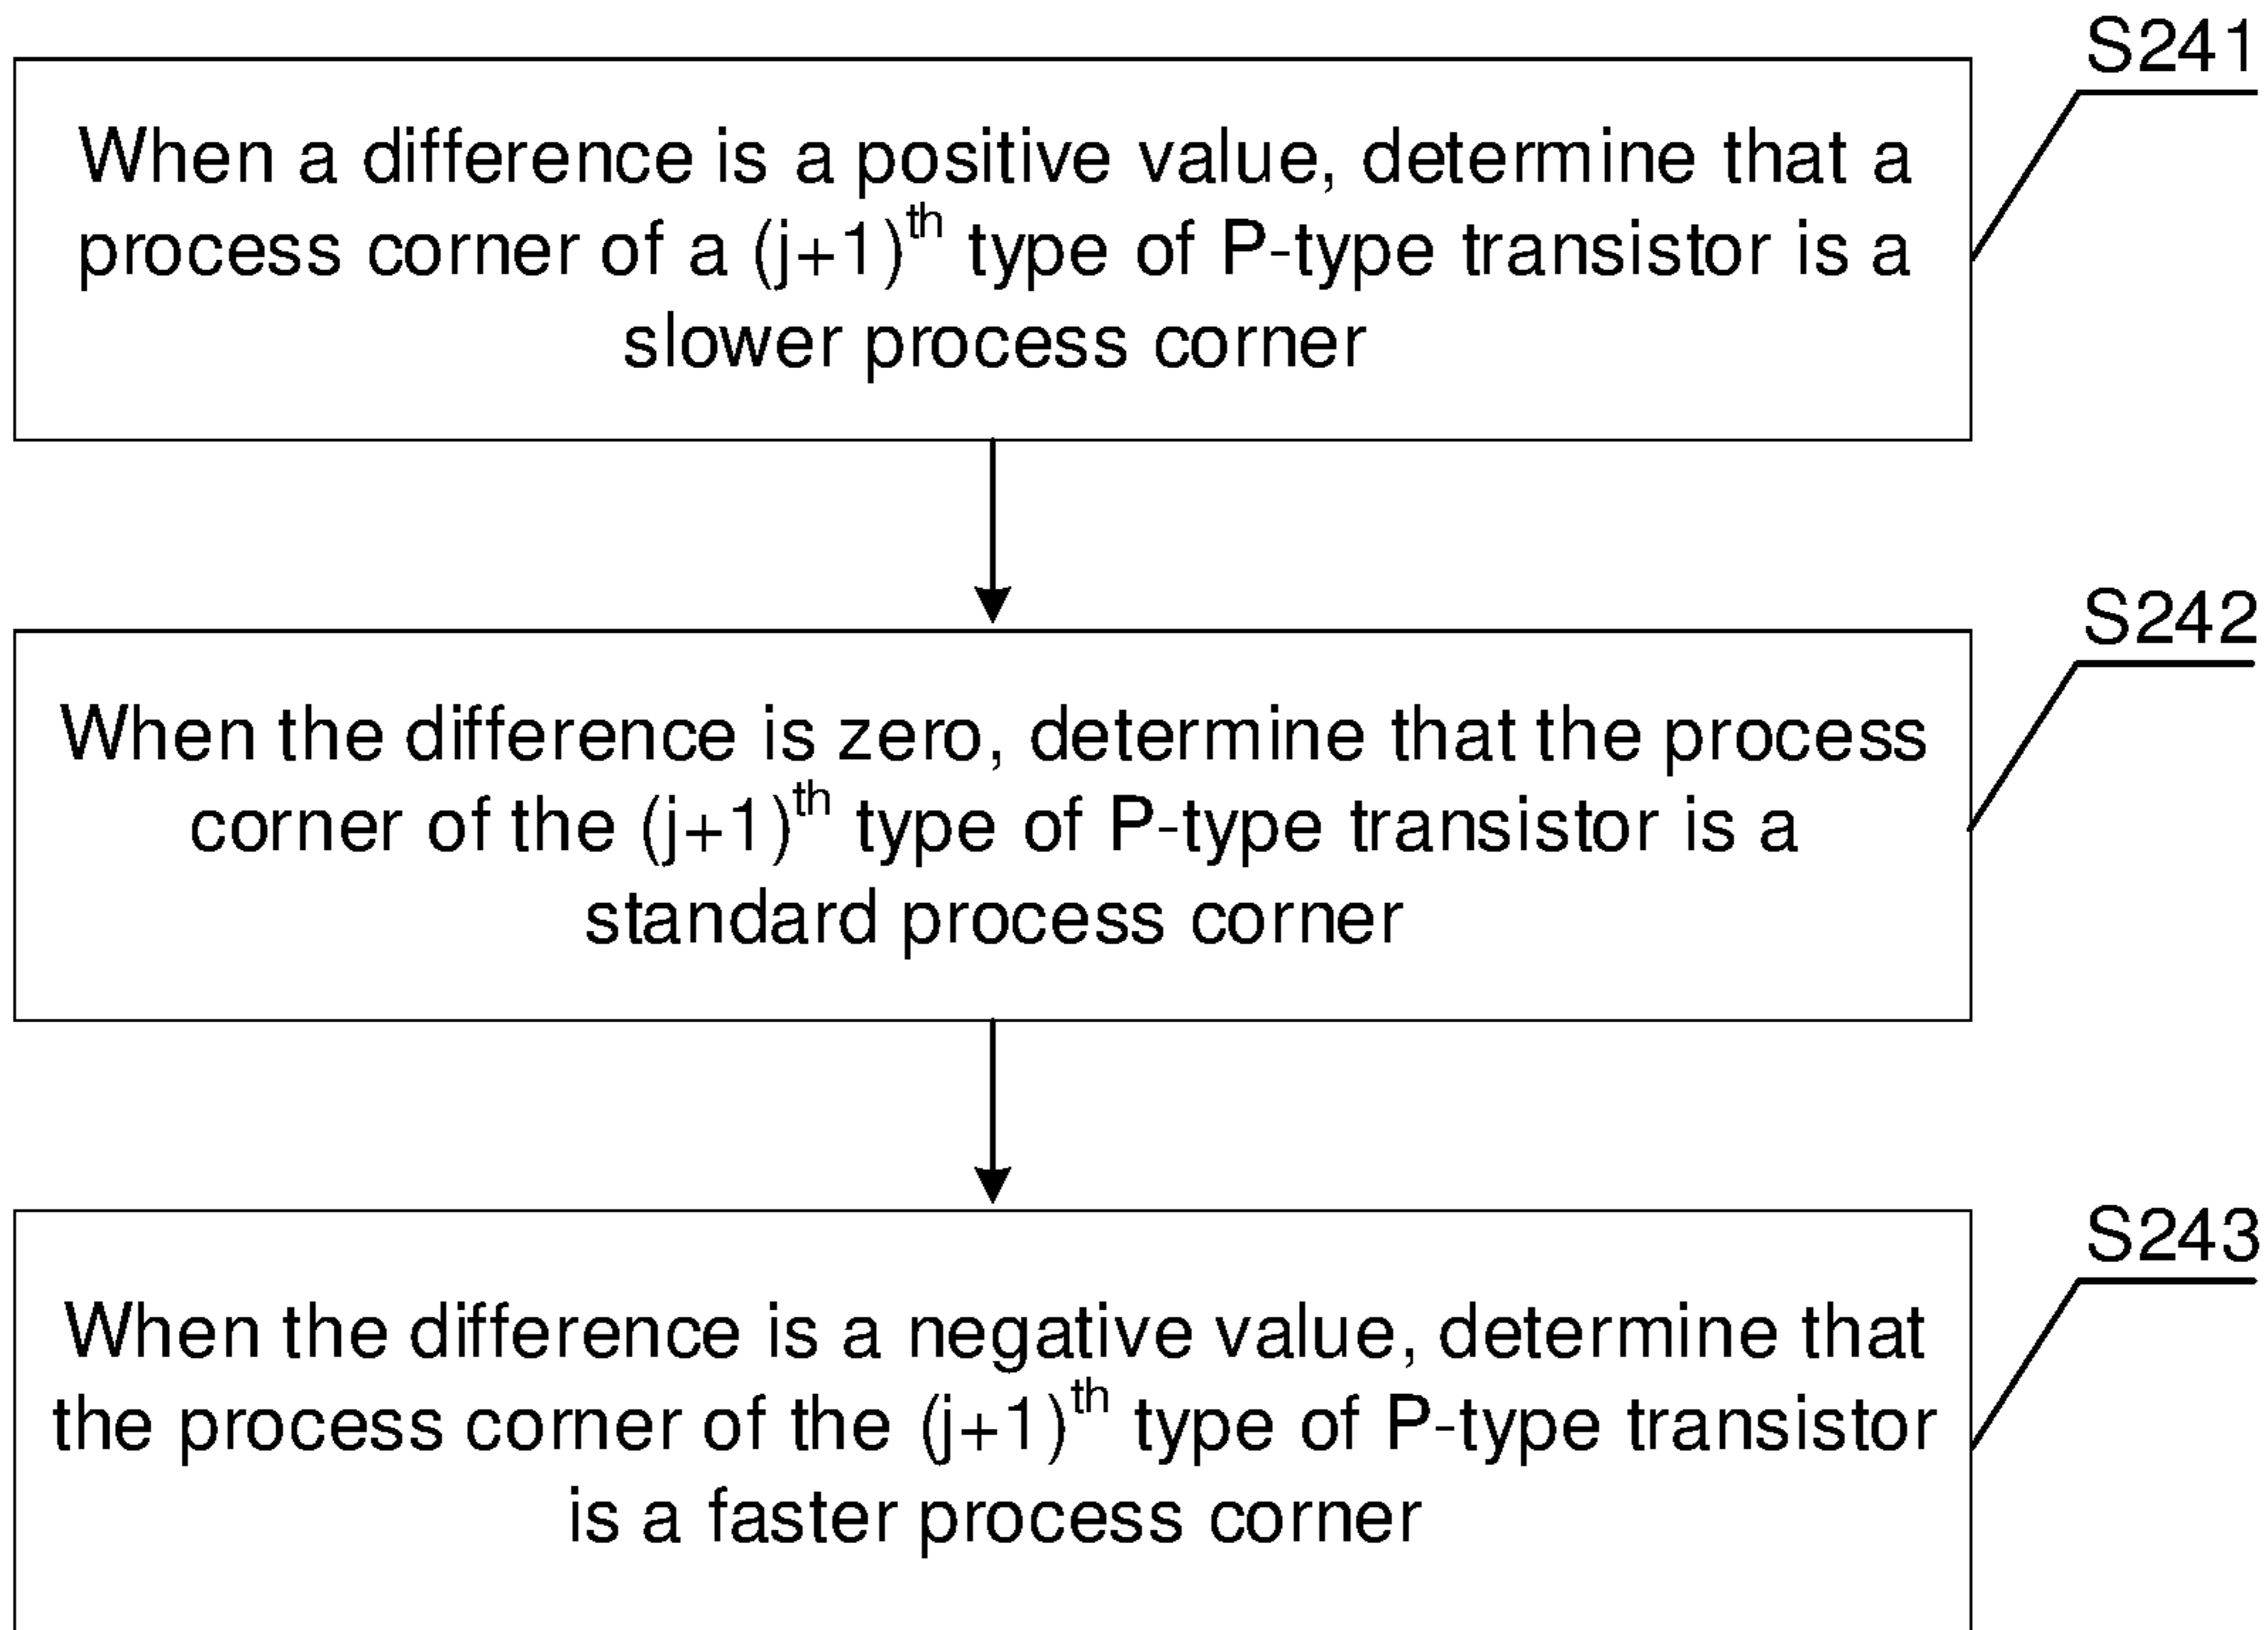 S241
When a difference is a positive value, determine that a
process corner of a (j+1)th type of P-type transistor is a
slower process corner
S242
When the difference is zero, determine that the process
corner of the (j+1)th type of P-type transistor is a
standard process corner
S243
When the difference is a negative value, determine that
the process corner of the (j+1)th type of P-type transistor
is a faster process corner